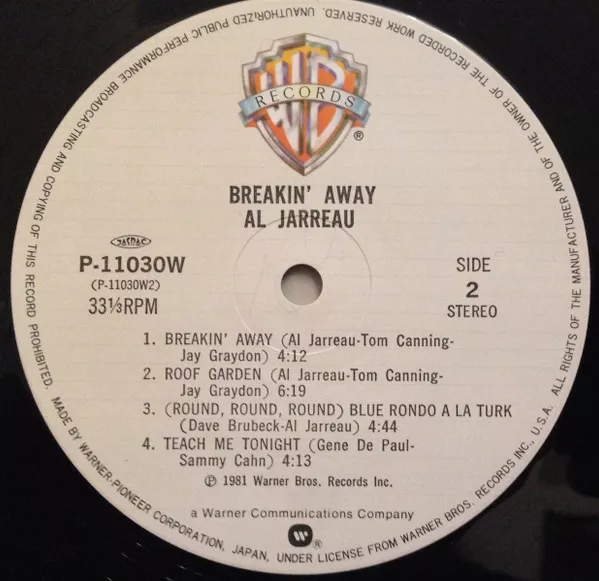 WB
RECORDS
®
BREAKIN' AWAY
AL JARREAU
JASRAC
P-11030W
(P-11030W2)
33⅓RPM
SIDE
2
STEREO
1. BREAKIN' AWAY (Al Jarreau-Tom Canning-
Jay Graydon) 4:12
2. ROOF GARDEN (Al Jarreau-Tom Canning-
Jay Graydon) 6:19
3. (ROUND, ROUND, ROUND) BLUE RONDO A LA TURK
(Dave Brubeck-Al Jarreau) 4:44
4. TEACH ME TONIGHT (Gene De Paul-
Sammy Cahn) 4:13
℗ 1981 Warner Bros. Records Inc.
a Warner Communications Company
®
MADE BY WARNER-PIONEER CORPORATION, JAPAN, UNDER LICENSE FROM WARNER BROS. RECORDS INC., U.S.A. ALL RIGHTS OF THE MANUFACTURER AND OF THE OWNER OF THE RECORDED WORK RESERVED. UNAUTHORIZED PUBLIC PERFORMANCE BROADCASTING AND COPYING OF THIS RECORD PROHIBITED.